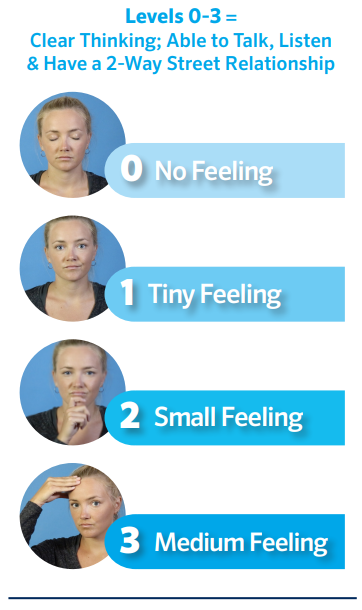 Levels 0-3 =
Clear Thinking; Able to Talk, Listen
& Have a 2-Way Street Relationship
0 No Feeling
1 Tiny Feeling
2 Small Feeling
3 Medium Feeling